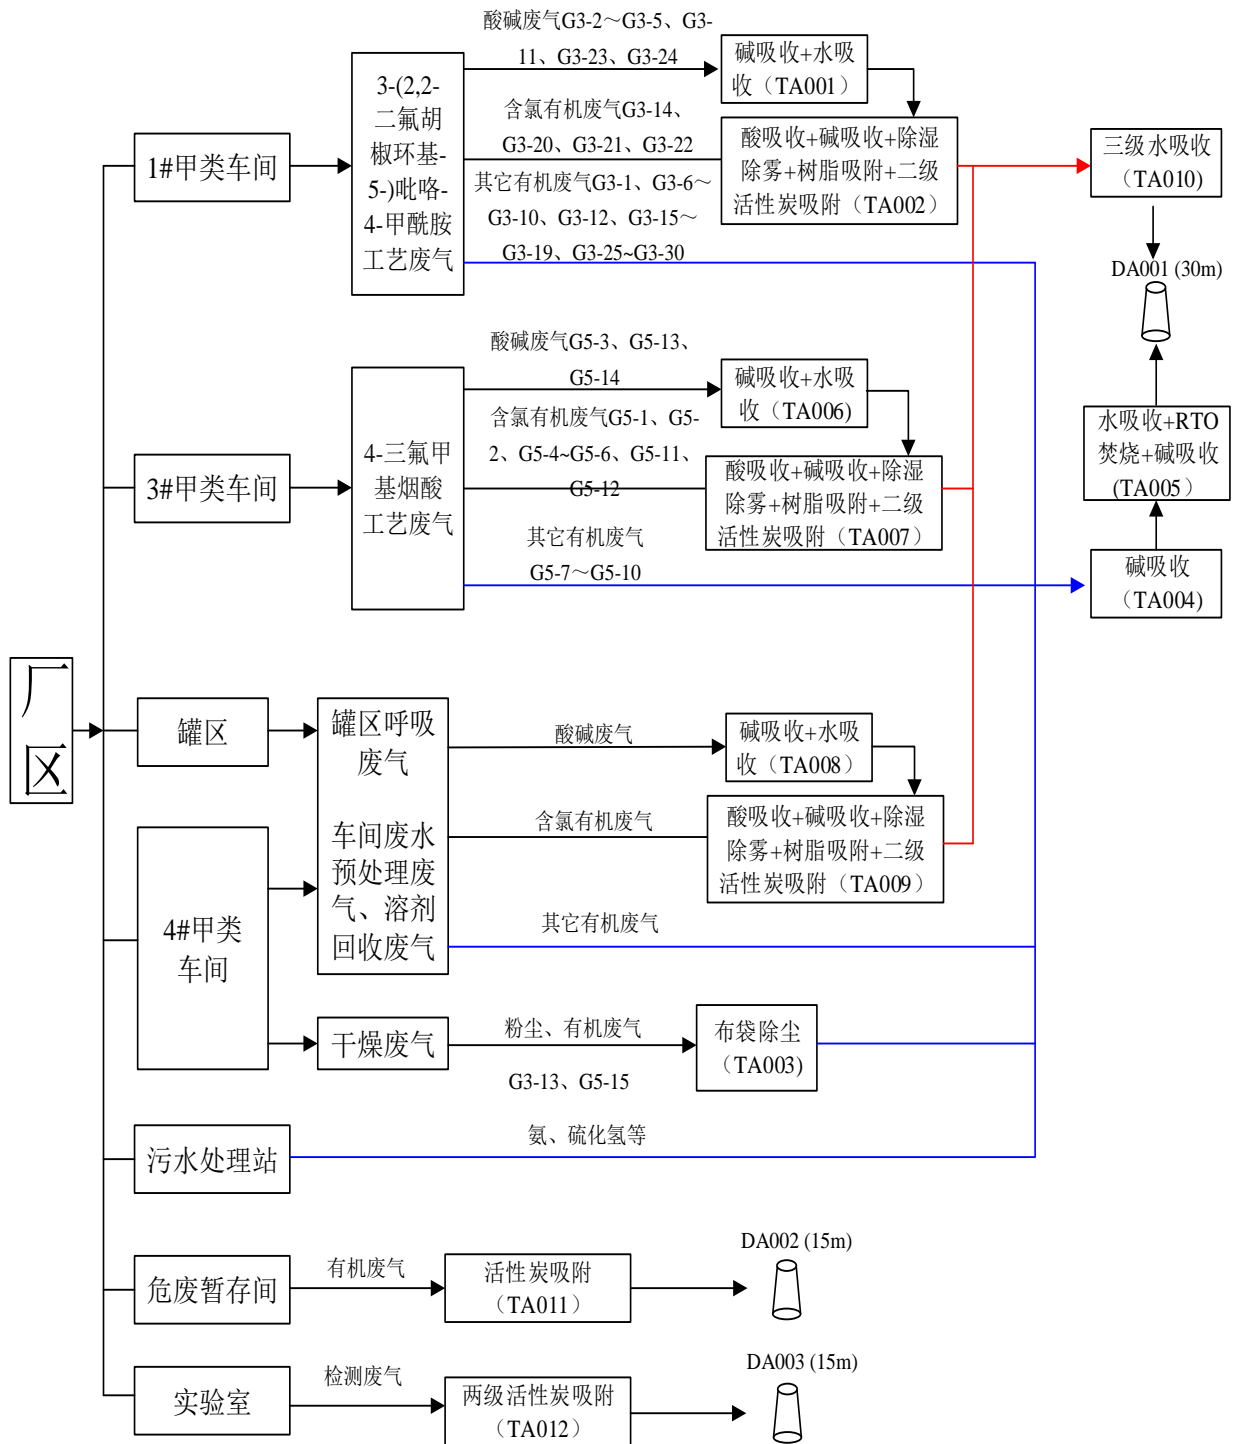 酸碱废气G3-2～G3-5、G3-
11、G3-23、G3-24
碱吸收+水吸
收（TA001）
3-(2,2-
二氟胡
椒环基-
5-)吡咯-
4-甲酰胺
工艺废气
含氯有机废气G3-14、
G3-20、G3-21、G3-22
酸吸收+碱吸收+除湿
除雾+树脂吸附+二级
活性炭吸附（TA002）
三级水吸收
（TA010）
1#甲类车间
其它有机废气G3-1、G3-6～
G3-10、G3-12、G3-15～
G3-19、G3-25~G3-30
DA001 (30m)
酸碱废气G5-3、G5-13、
G5-14
碱吸收+水吸
收（TA006)
含氯有机废气G5-1、G5-
2、G5-4~G5-6、G5-11、
G5-12
水吸收+RTO
焚烧+碱吸收
(TA005）
3#甲类车间
4-三氟甲
基烟酸
工艺废气
酸吸收+碱吸收+除湿
除雾+树脂吸附+二级
活性炭吸附（TA007）
其它有机废气
G5-7～G5-10
碱吸收
（TA004)
厂
区
罐区
罐区呼吸
废气
酸碱废气
碱吸收+水吸
收（TA008）
车间废水
预处理废
气、溶剂
回收废气
含氯有机废气
酸吸收+碱吸收+除湿
除雾+树脂吸附+二级
活性炭吸附（TA009）
其它有机废气
4#甲类
车间
干燥废气
粉尘、有机废气
G3-13、G5-15
布袋除尘
（TA003)
污水处理站
氨、硫化氢等
危废暂存间
有机废气
活性炭吸附
（TA011）
DA002 (15m)
实验室
检测废气
两级活性炭吸附
（TA012）
DA003 (15m)